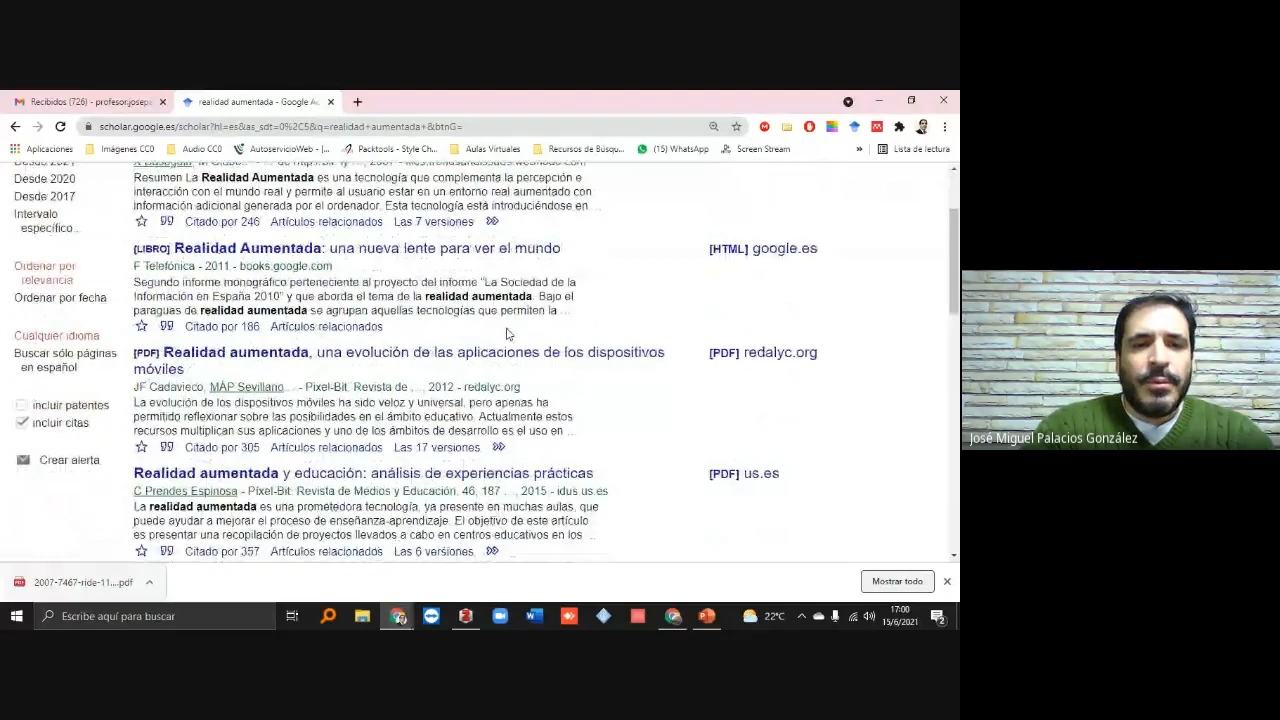 Recibidos (726) - profesorjosepa
realidad aumentada - Google Ac
scholar.google.es/scholar?hl=es&as_sdt=0%2C5&q=realidad+aumentada+&btnG=
Aplicaciones
Imágenes CC0
Audio CC0
AutoservicioWeb - J...
Packtools - Style Ch...
Aulas Virtuales
Recursos de Búsqu...
(15) WhatsApp
Screen Stream
»
Lista de lectura
Desde 2021
Desde 2020
Desde 2017
Intervalo
específico...
Ordenar por
relevancia
Ordenar por fecha
Cualquier idioma
Buscar sólo páginas
en español
incluir patentes
incluir citas
Crear alerta
Resumen La Realidad Aumentada es una tecnología que complementa la percepción e
interacción con el mundo real y permite al usuario estar en un entorno real aumentado con
información adicional generada por el ordenador. Esta tecnología está introduciéndose en ...
Citado por 246 Artículos relacionados Las 7 versiones
[LIBRO] Realidad Aumentada: una nueva lente para ver el mundo
[HTML] google.es
F Telefónica - 2011 - books.google.com
Segundo informe monográfico perteneciente al proyecto del informe "La Sociedad de la
Información en España 2010" y que aborda el tema de la realidad aumentada. Bajo el
paraguas de realidad aumentada se agrupan aquellas tecnologías que permiten la ...
Citado por 186 Artículos relacionados
[PDF] Realidad aumentada, una evolución de las aplicaciones de los dispositivos
móviles
[PDF] redalyc.org
JF Cadavieco, MÁP Sevillano... - Pixel-Bit. Revista de ..., 2012 - redalyc.org
La evolución de los dispositivos móviles ha sido veloz y universal, pero apenas ha
permitido reflexionar sobre las posibilidades en el ámbito educativo. Actualmente estos
recursos multiplican sus aplicaciones y uno de los ámbitos de desarrollo es el uso en ...
Citado por 305 Artículos relacionados Las 17 versiones
Realidad aumentada y educación: análisis de experiencias prácticas
[PDF] us.es
C Prendes Espinosa - Píxel-Bit: Revista de Medios y Educación, 46, 187 ..., 2015 - idus.us.es
La realidad aumentada es una prometedora tecnología, ya presente en muchas aulas, que
puede ayudar a mejorar el proceso de enseñanza-aprendizaje. El objetivo de este artículo
es presentar una recopilación de proyectos llevados a cabo en centros educativos en los ...
Citado por 357 Artículos relacionados Las 6 versiones
2007-7467-ride-11....pdf
Mostrar todo
Escribe aquí para buscar
22°C
17:00
15/6/2021
2
José Miguel Palacios González